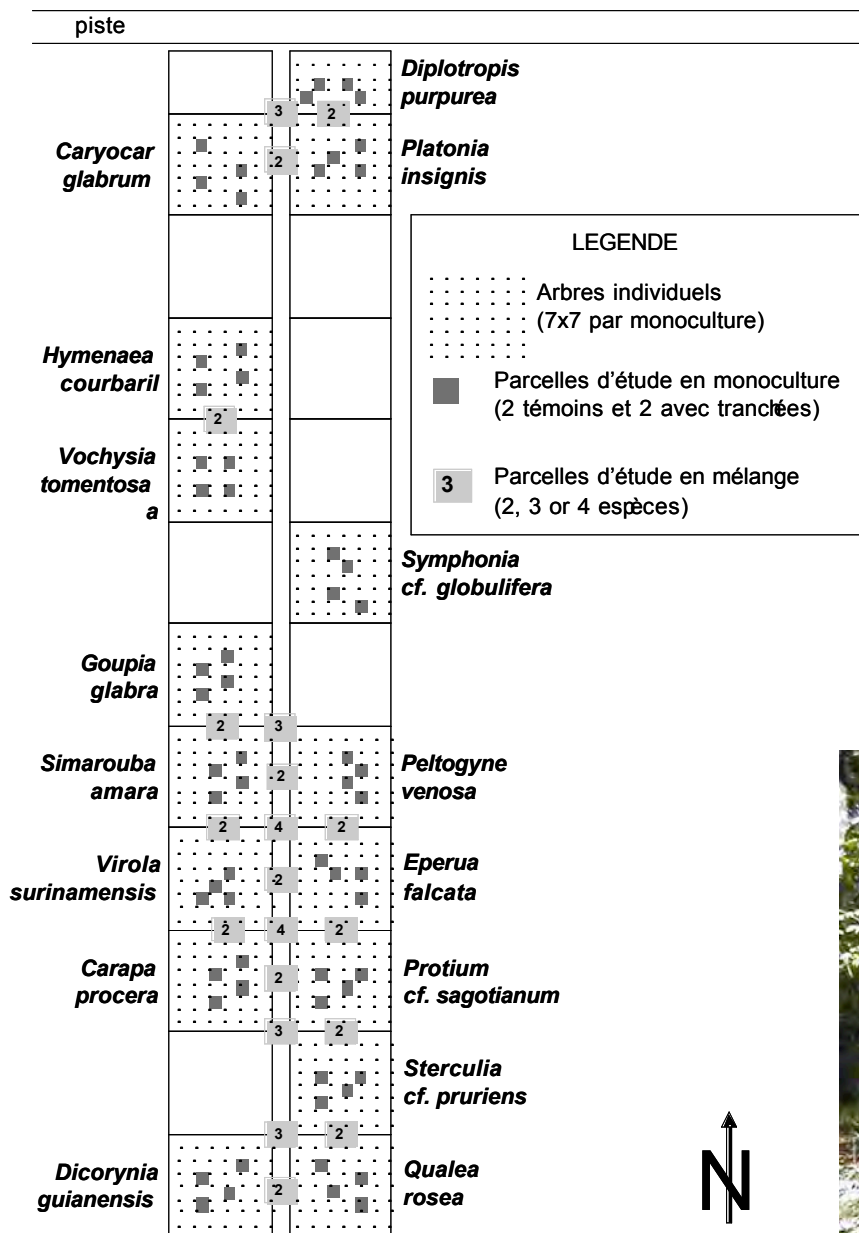 piste
Diplotropis
purpurea
3
2
Caryocar
glabrum
2
Platonia
insignis
LEGENDE
Arbres individuels
(7x7 par monoculture)
Parcelles d'étude en monoculture
(2 témoins et 2 avec tranchées)
3
Parcelles d'étude en mélange
(2, 3 or 4 espèces)
Hymenaea
courbaril
2
Vochysia
tomentosa
a
Symphonia
cf. globulifera
Goupia
glabra
2
3
Simarouba
amara
2
Peltogyne
venosa
2
4
2
Virola
surinamensis
2
Eperua
falcata
2
4
2
Carapa
procera
2
Protium
cf. sagotianum
3
2
Sterculia
cf. pruriens
3
2
Dicorynia
guianensis
2
Qualea
rosea
N